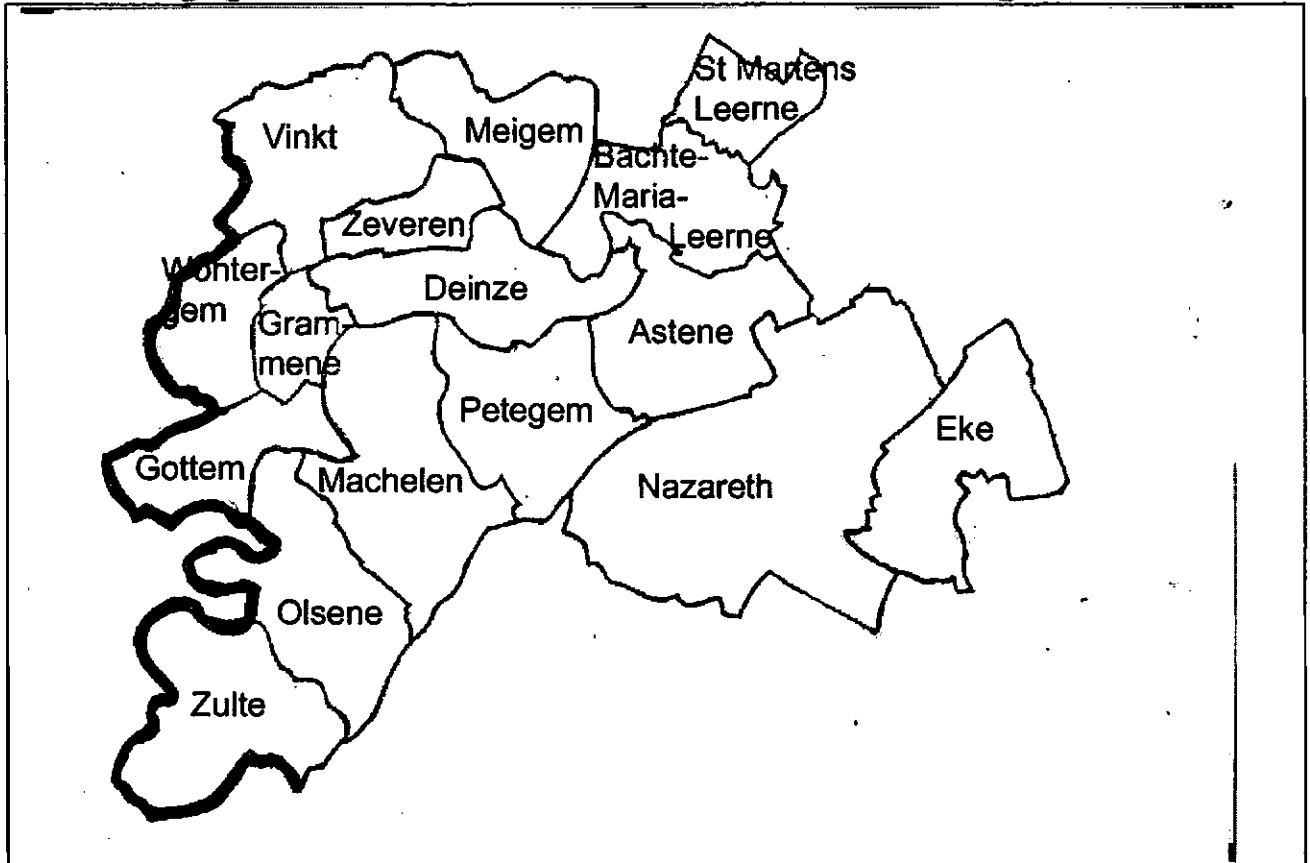 St Martens
Leerne
Vinkt
Meigem
Bachte-
Maria-
Leerne
Zeveren
Wonter-
gem
Deinze
Gram-
mene
Astene
Petegem
Eke
Gottem
Machelen
Nazareth
Olsene
Zulte